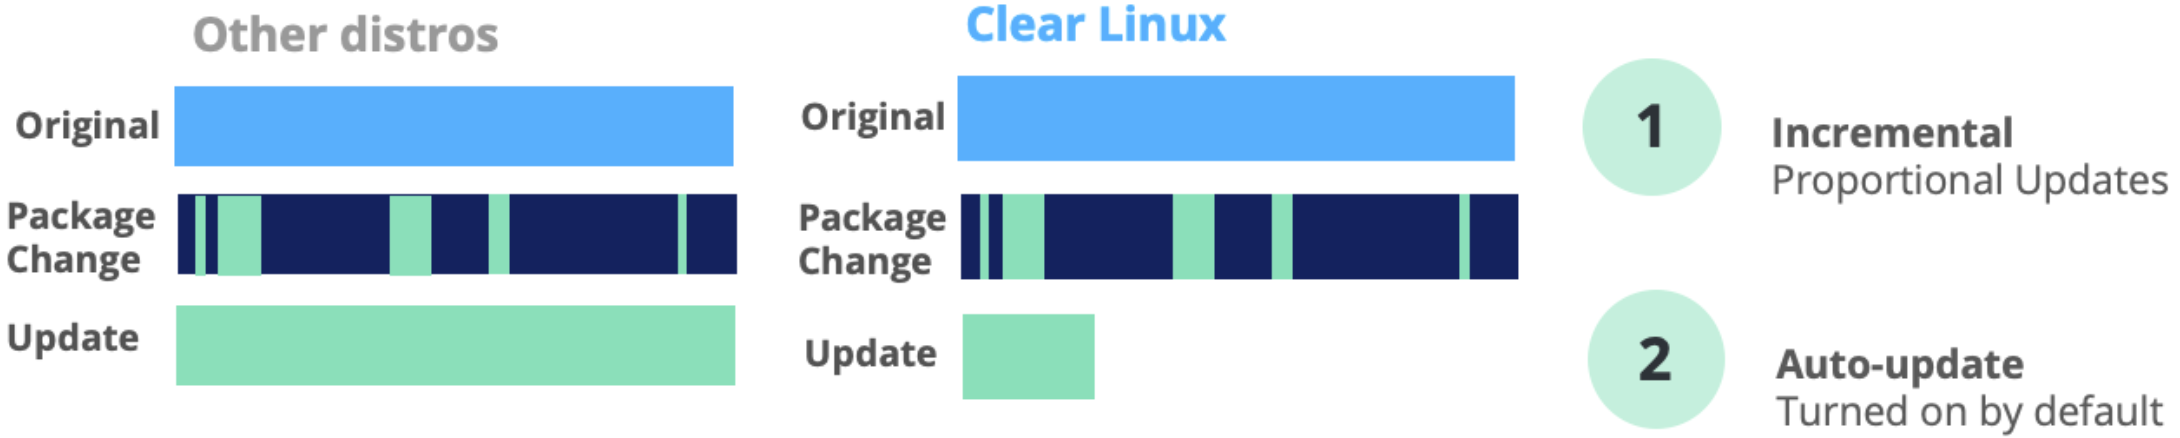 Other distros
Original
Package
Change
Update
Clear Linux
Original
Package
Change
Update
1
Incremental
Proportional Updates
2
Auto-update
Turned on by default